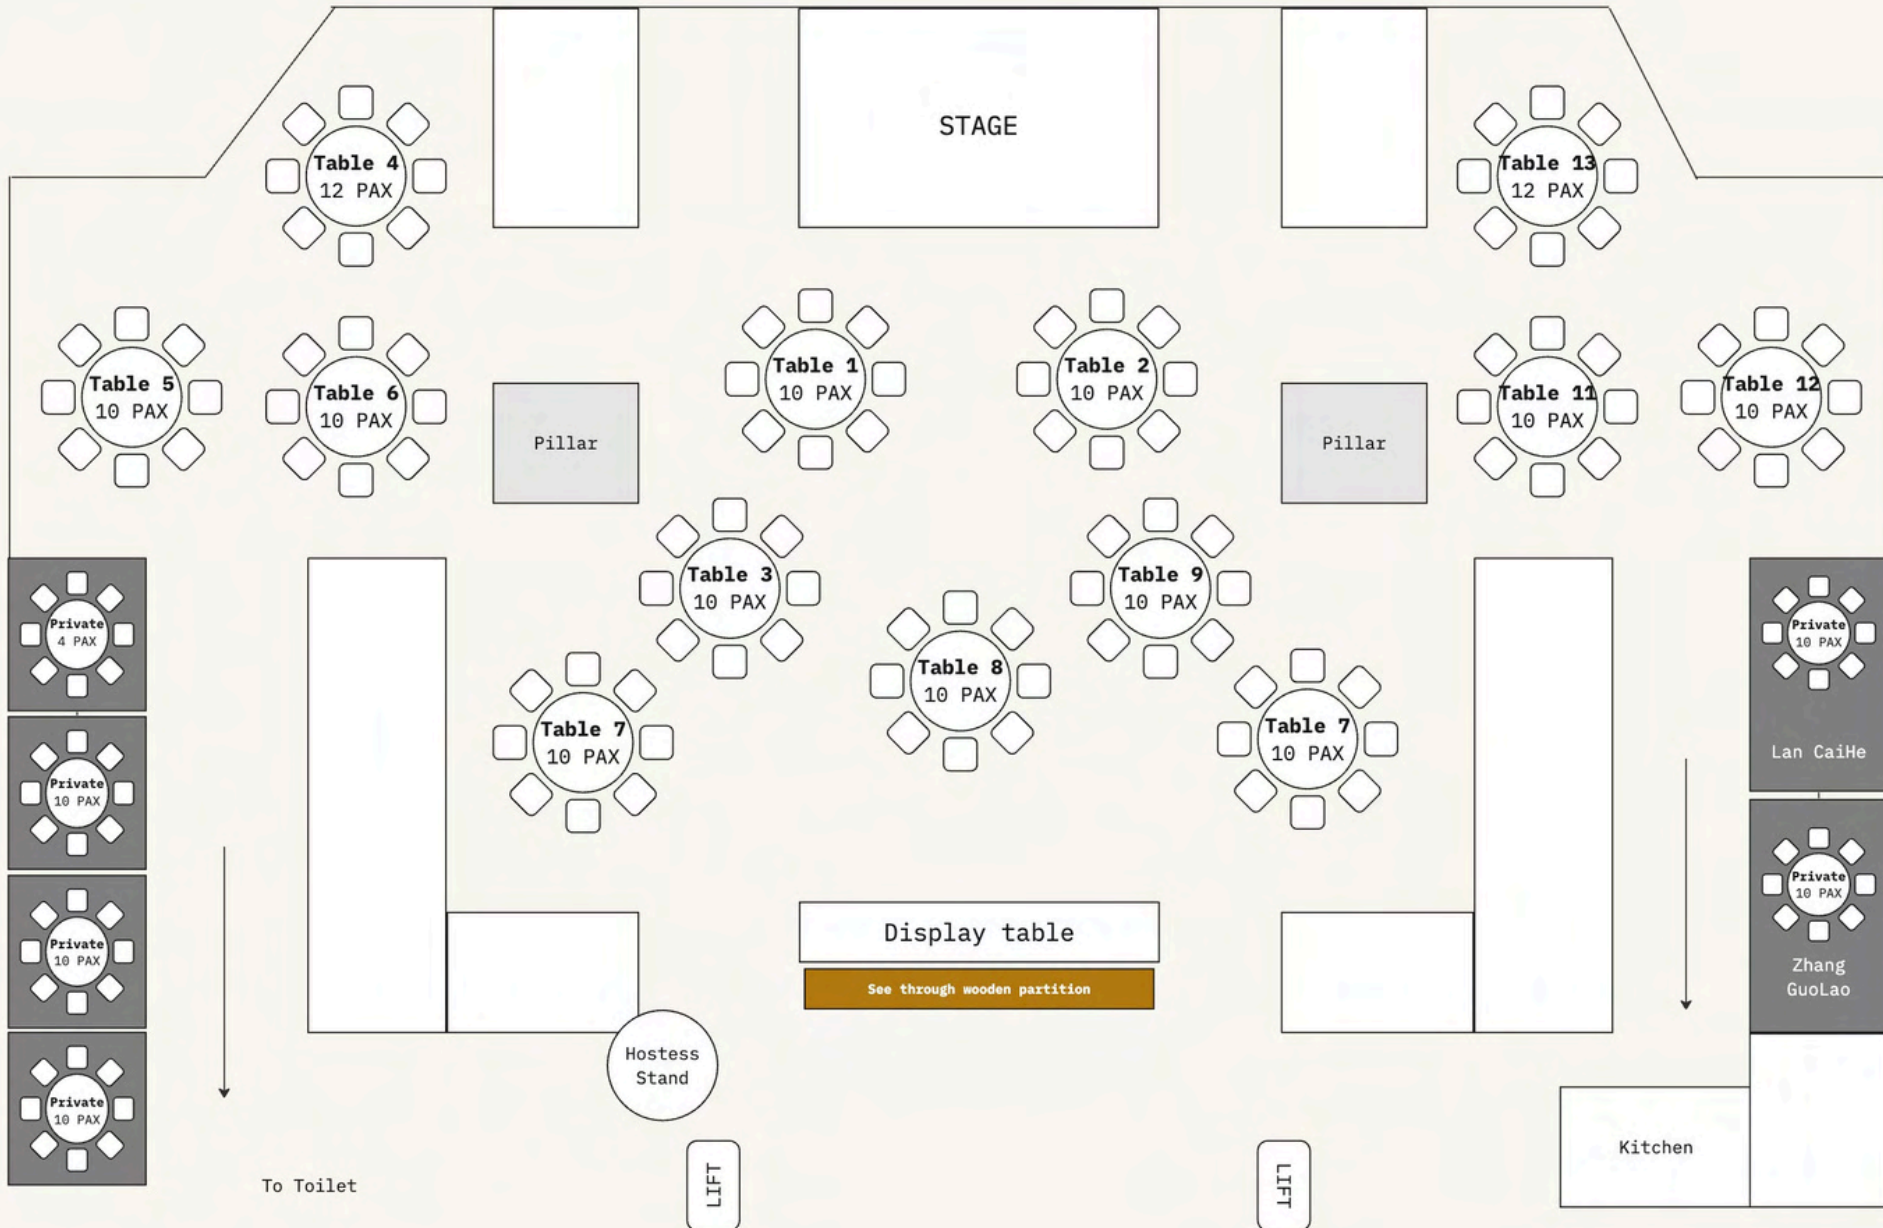 STAGE
Table 4
12 PAX
Table 13
12 PAX
Table 5
10 PAX
Table 6
10 PAX
Table 1
10 PAX
Table 2
10 PAX
Table 11
10 PAX
Table 12
10 PAX
Pillar
Pillar
Table 3
10 PAX
Table 9
10 PAX
Table 8
10 PAX
Table 7
10 PAX
Table 7
10 PAX
Private
4 PAX
Private
10 PAX
Private
10 PAX
Private
10 PAX
Private
10 PAX
Lan CaiHe
Private
10 PAX
Zhang
GuoLao
Display table
See through wooden partition
Hostess
Stand
Kitchen
To Toilet
LIFT
LIFT